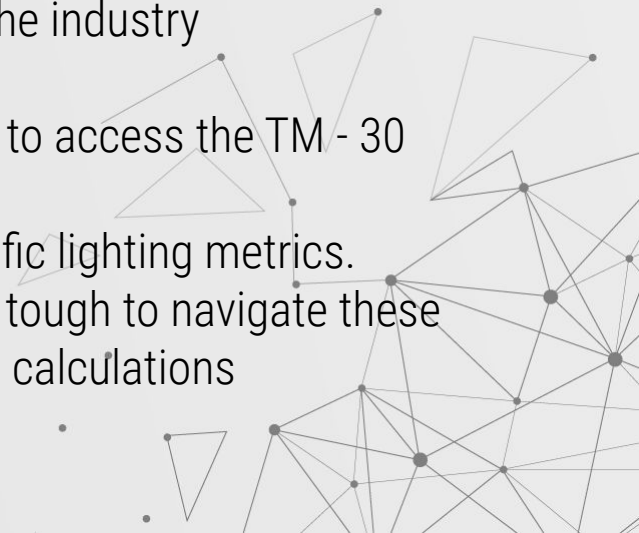 he industry
to access the TM - 30
fic lighting metrics.
tough to navigate these
calculations